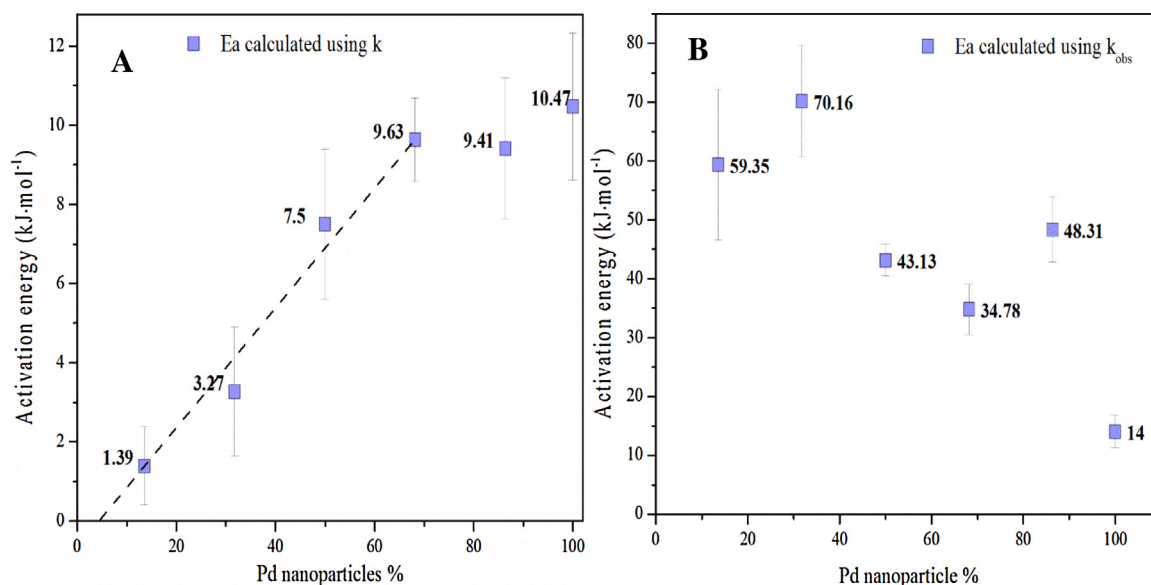 A
Ea calculated using k
Activation energy (kJ·mol⁻¹)
12
10
8
6
4
2
0
10.47
9.63
9.41
7.5
3.27
1.39
0 20 40 60 80 100
Pd nanoparticles %
B
Ea calculated using k_obs
Activation energy (kJ·mol⁻¹)
80
70
60
50
40
30
20
10
0
70.16
59.35
48.31
43.13
34.78
14
0 20 40 60 80 100
Pd nanoparticle %